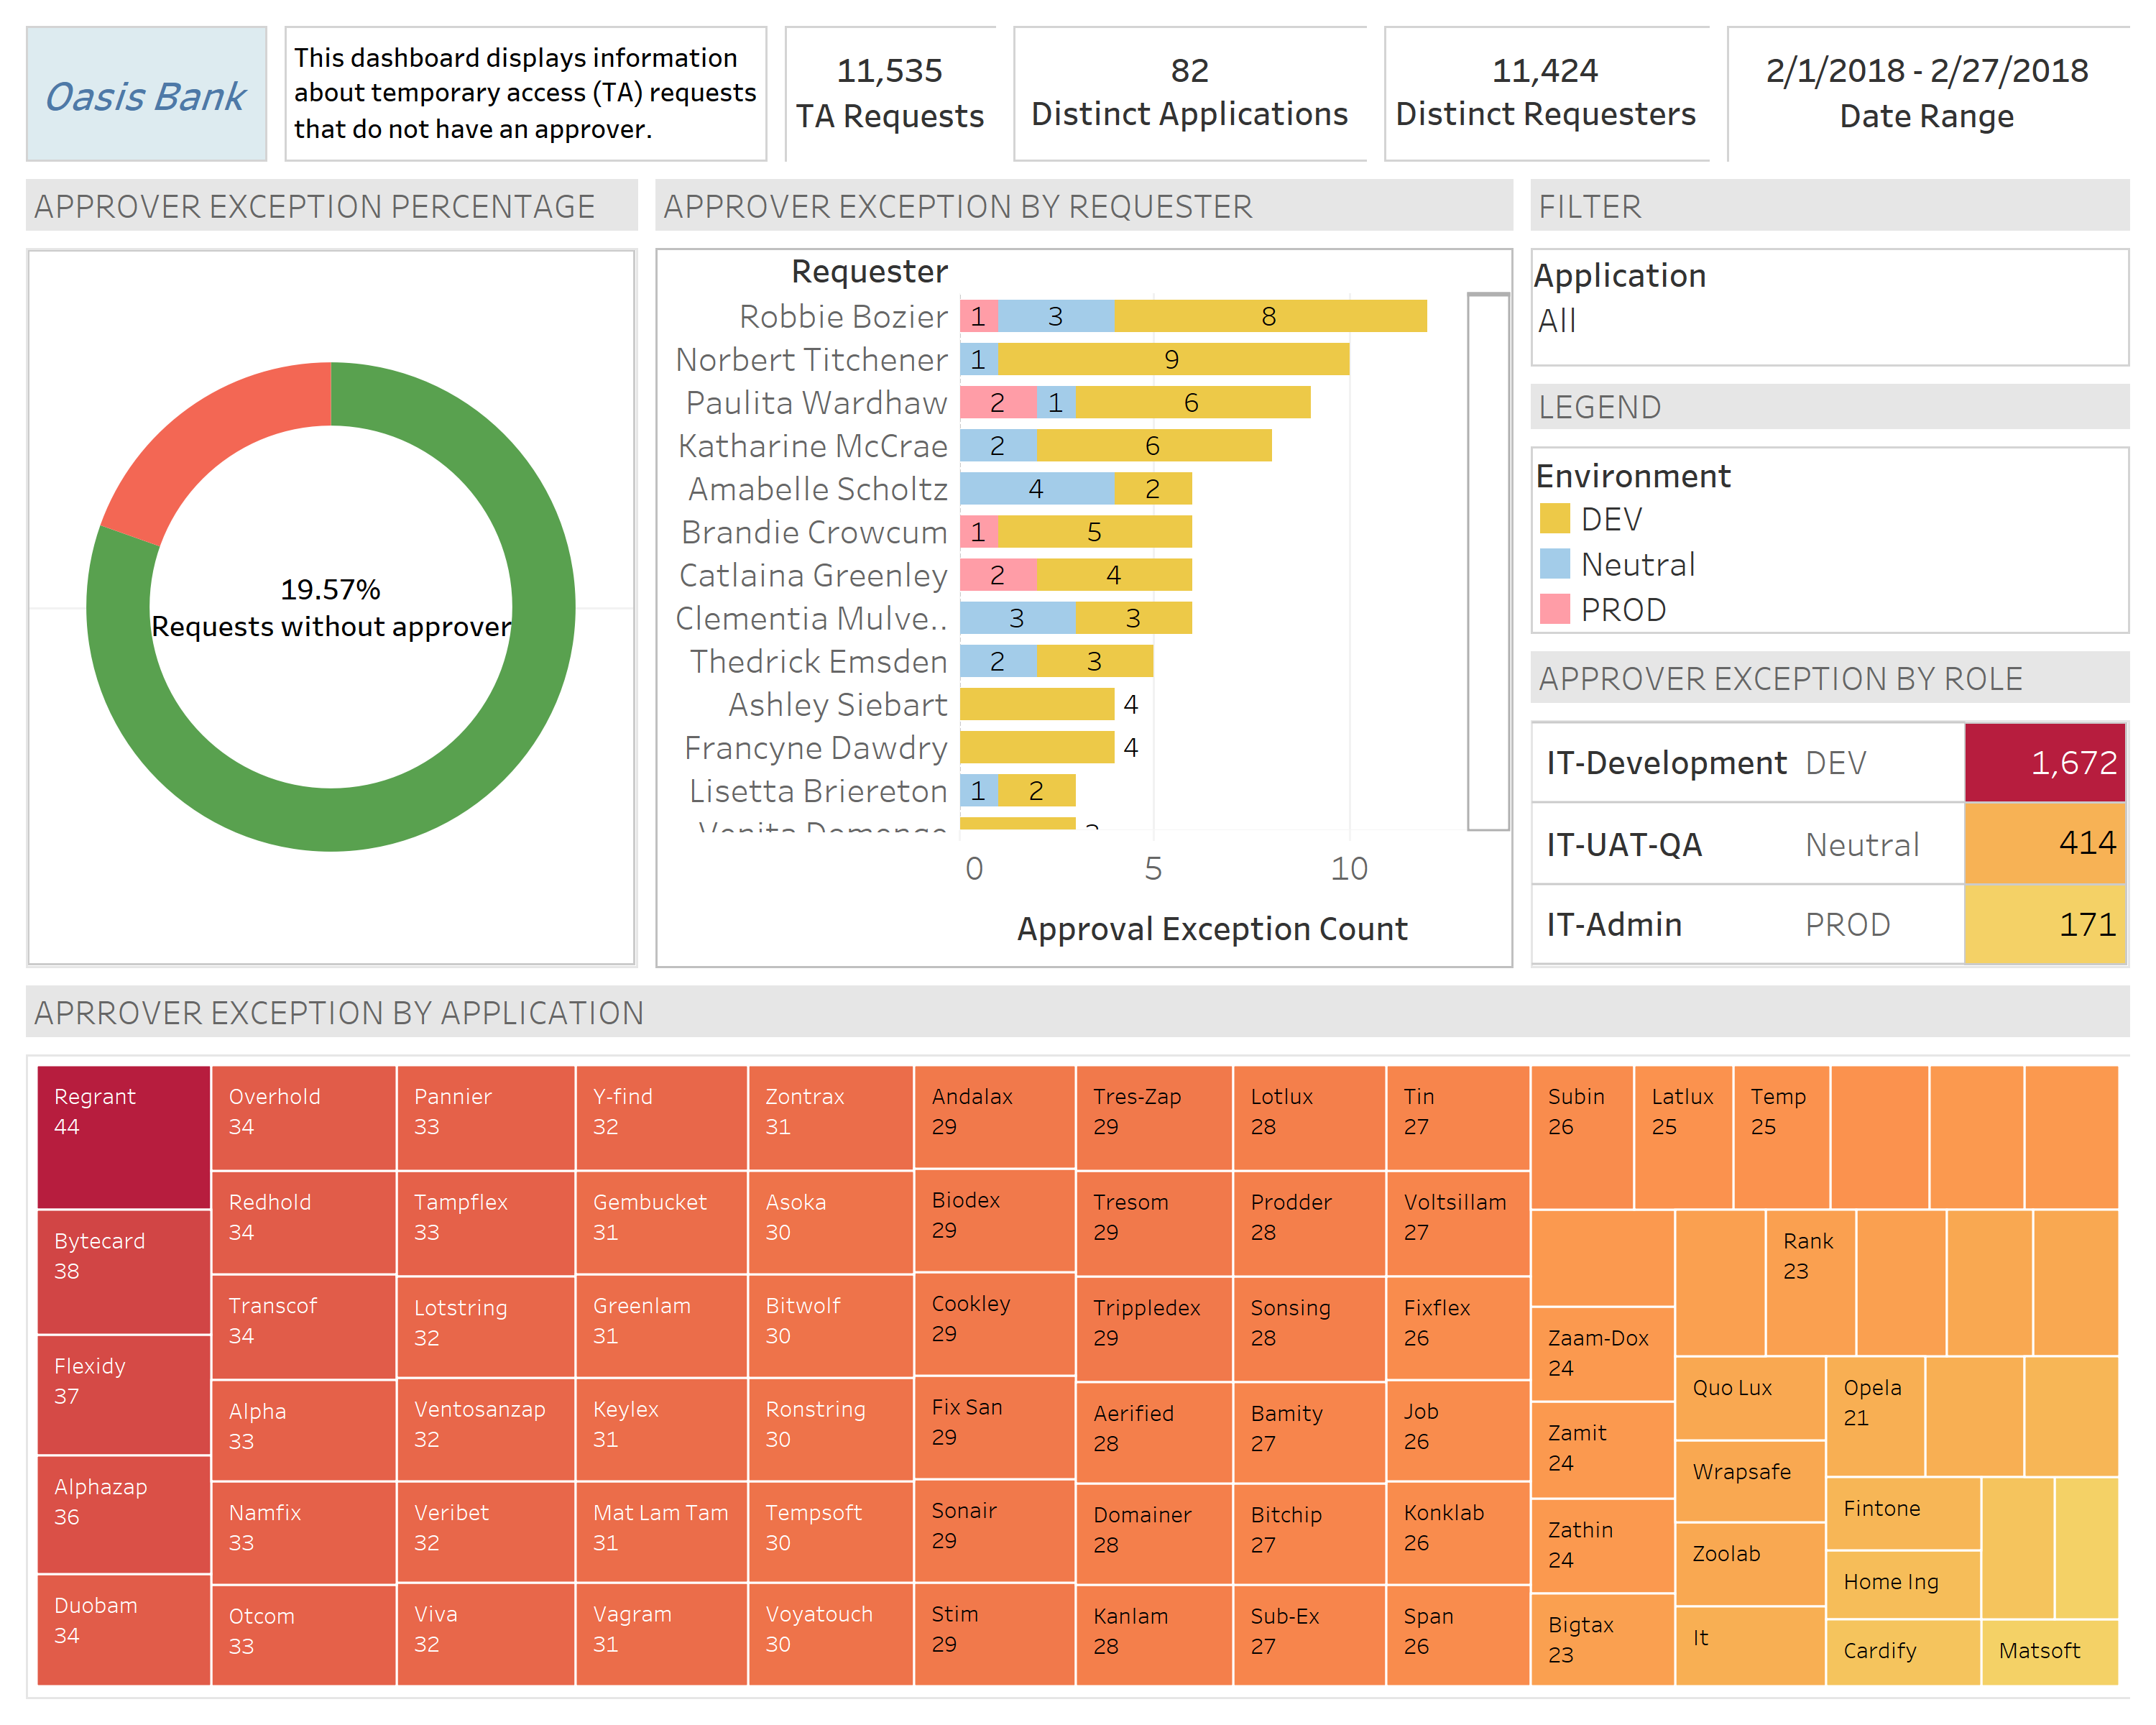 Oasis Bank
This dashboard displays information
about temporary access (TA) requests
that do not have an approver.
11,535
TA Requests
82
Distinct Applications
11,424
Distinct Requesters
2/1/2018 - 2/27/2018
Date Range
APPROVER EXCEPTION PERCENTAGE
19.57%
Requests without approver
APPROVER EXCEPTION BY REQUESTER
Requester
Robbie Bozier 1 3 8
Norbert Titchener 1 9
Paulita Wardhaw 2 1 6
Katharine McCrae 2 6
Amabelle Scholtz 4 2
Brandie Crowcum 1 5
Catlaina Greenley 2 4
Clementia Mulve.. 3 3
Thedrick Emsden 2 3
Ashley Siebart 4
Francyne Dawdry 4
Lisetta Briereton 1 2
0 5 10
Approval Exception Count
FILTER
Application
All
LEGEND
Environment
DEV
Neutral
PROD
APPROVER EXCEPTION BY ROLE
IT-Development DEV 1,672
IT-UAT-QA Neutral 414
IT-Admin PROD 171
APRROVER EXCEPTION BY APPLICATION
Regrant
44
Bytecard
38
Flexidy
37
Alphazap
36
Duobam
34
Overhold
34
Redhold
34
Transcof
34
Alpha
33
Namfix
33
Otcom
33
Pannier
33
Tampflex
33
Lotstring
32
Ventosanzap
32
Veribet
32
Viva
32
Y-find
32
Gembucket
31
Greenlam
31
Keylex
31
Mat Lam Tam
31
Vagram
31
Zontrax
31
Asoka
30
Bitwolf
30
Ronstring
30
Tempsoft
30
Voyatouch
30
Andalax
29
Biodex
29
Cookley
29
Fix San
29
Sonair
29
Stim
29
Tres-Zap
29
Tresom
29
Trippledex
29
Aerified
28
Domainer
28
Kanlam
28
Lotlux
28
Prodder
28
Sonsing
28
Bamity
27
Bitchip
27
Sub-Ex
27
Tin
27
Voltsillam
27
Fixflex
26
Job
26
Konklab
26
Span
26
Subin
26
Latlux
25
Temp
25
Zaam-Dox
24
Zamit
24
Zathin
24
Bigtax
23
Rank
23
Quo Lux
Wrapsafe
Zoolab
It
Opela
21
Fintone
Home Ing
Cardify
Matsoft